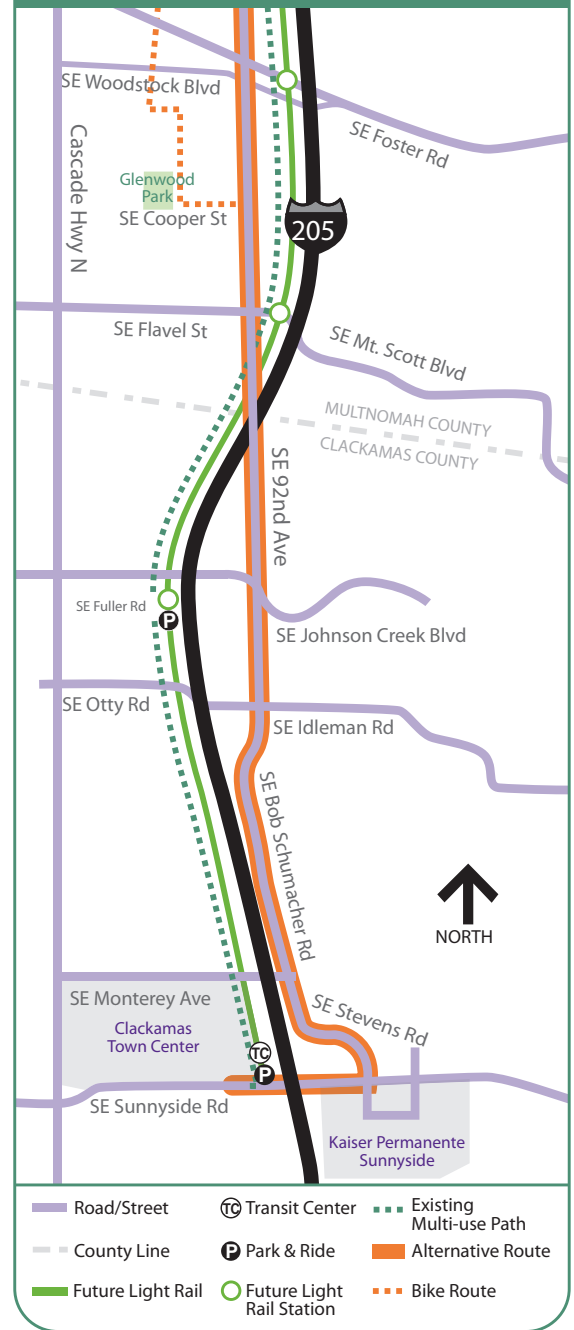 SE Woodstock Blvd
SE Foster Rd
Cascade Hwy N
Glenwood
Park
SE Cooper St
205
SE Flavel St
SE Mt. Scott Blvd
MULTNOMAH COUNTY
CLACKAMAS COUNTY
SE 92nd Ave
SE Fuller Rd
P
SE Johnson Creek Blvd
SE Otty Rd
SE Idleman Rd
SE Bob Schumacher Rd
NORTH
SE Monterey Ave
Clackamas
Town Center
SE Stevens Rd
TC
P
SE Sunnyside Rd
Kaiser Permanente
Sunnyside
Road/Street
TC Transit Center
Existing
Multi-use Path
County Line
P Park & Ride
Alternative Route
Future Light Rail
Future Light
Rail Station
Bike Route